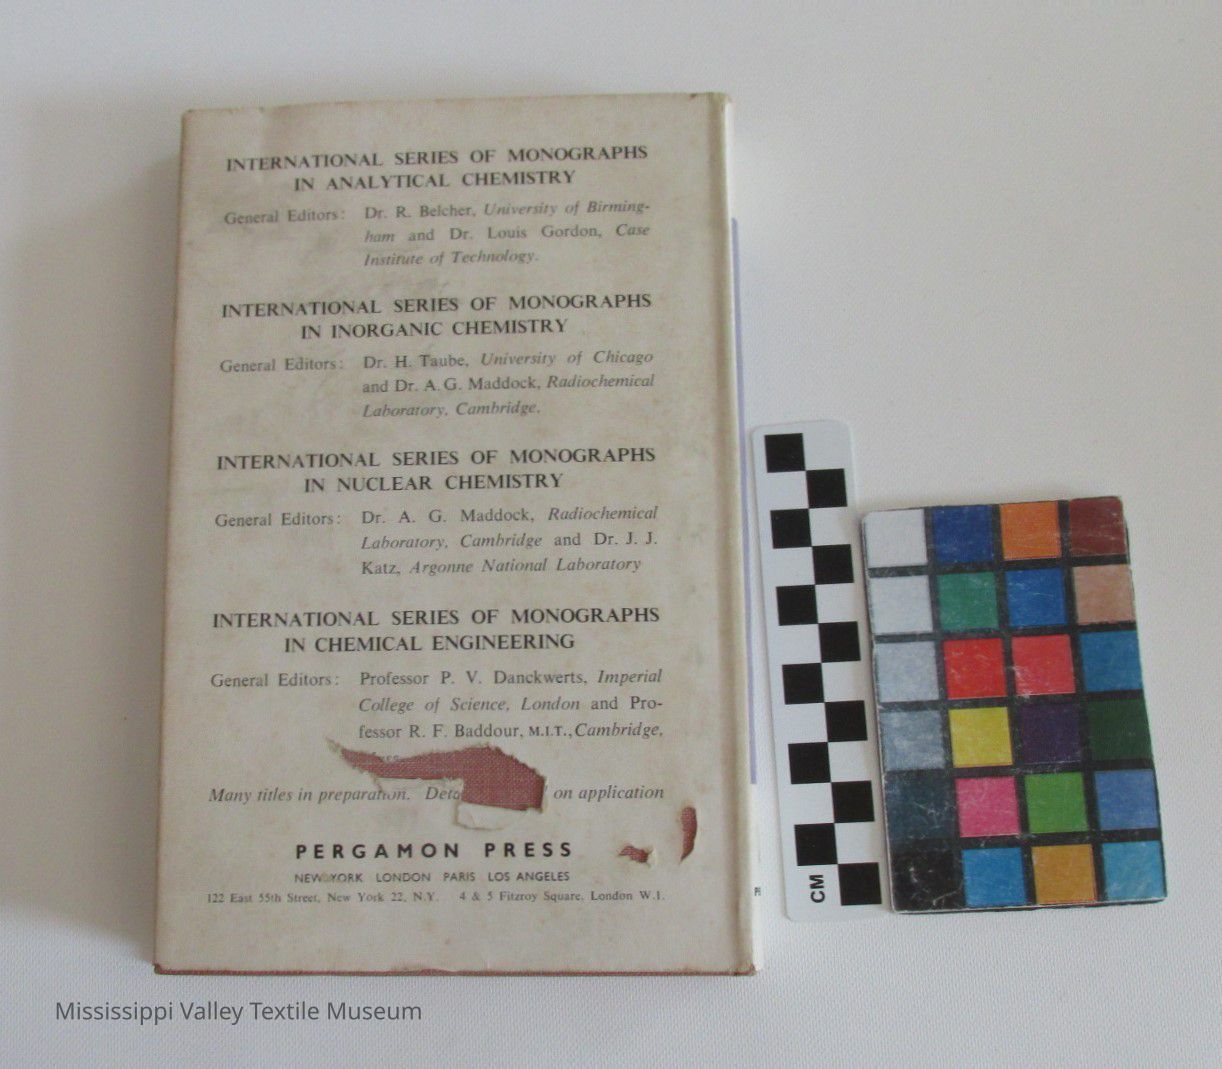 INTERNATIONAL SERIES OF MONOGRAPHS
IN ANALYTICAL CHEMISTRY
General Editors: Dr. R. Belcher, University of Birming-
ham and Dr. Louis Gordon, Case
Institute of Technology.
INTERNATIONAL SERIES OF MONOGRAPHS
IN INORGANIC CHEMISTRY
General Editors: Dr. H. Taube, University of Chicago
and Dr. A. G. Maddock, Radiochemical
Laboratory, Cambridge.
INTERNATIONAL SERIES OF MONOGRAPHS
IN NUCLEAR CHEMISTRY
General Editors: Dr. A. G. Maddock, Radiochemical
Laboratory, Cambridge and Dr. J. J.
Katz, Argonne National Laboratory
INTERNATIONAL SERIES OF MONOGRAPHS
IN CHEMICAL ENGINEERING
General Editors: Professor P. V. Danckwerts, Imperial
College of Science, London and Pro-
fessor R. F. Baddour, M.I.T., Cambridge,
Many titles in preparation. on application
PERGAMON PRESS
NEW YORK LONDON PARIS LOS ANGELES
122 East 55th Street, New York 22, N.Y. 4 & 5 Fitzroy Square, London W.1.
CM
Mississippi Valley Textile Museum